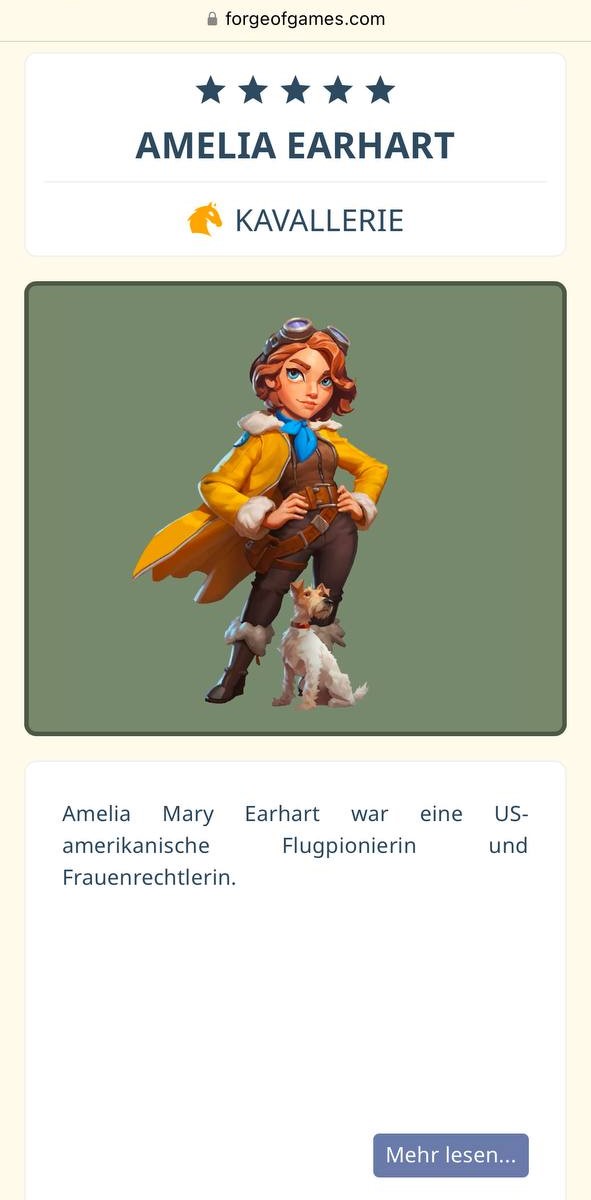 forgeofgames.com
AMELIA EARHART
KAVALLERIE
Amelia Mary Earhart war eine US-
amerikanische Flugpionierin und
Frauenrechtlerin.
Mehr lesen...